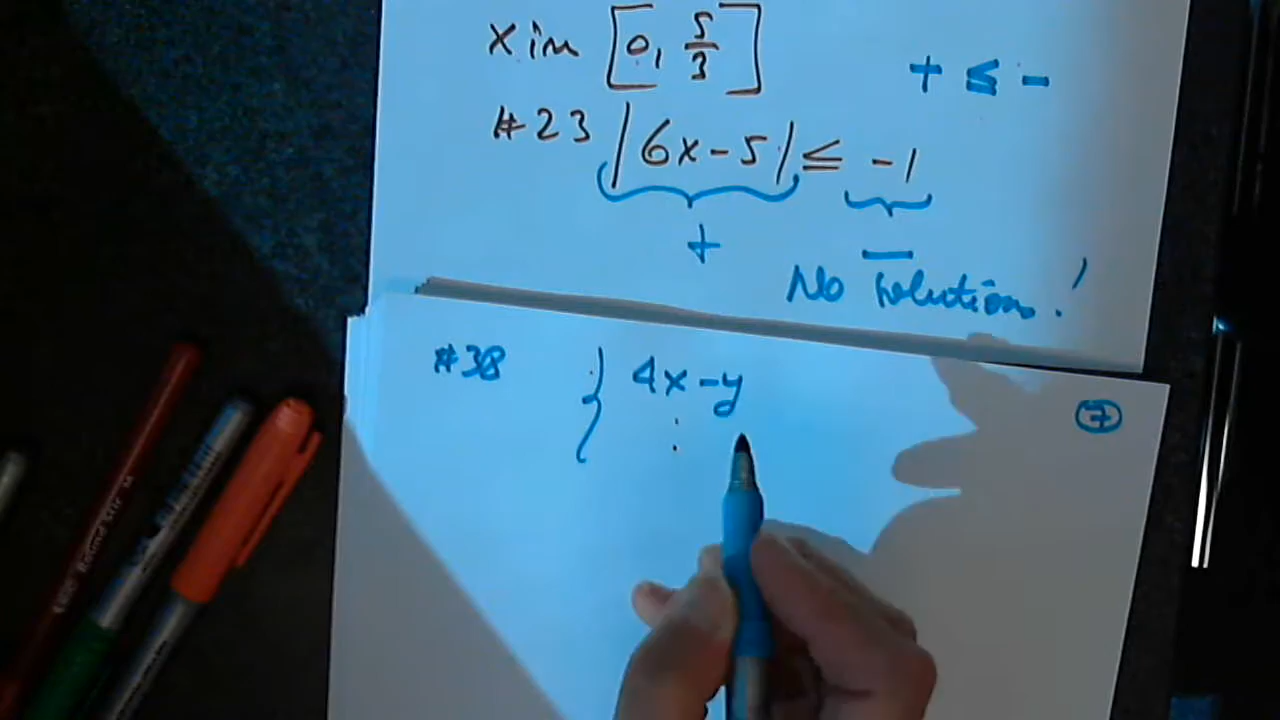 x in [0, 5/3]
+ ≤ -
#23 |6x-5| ≤ -1
+ -
No solution!
#38 { 4x-y
:
7